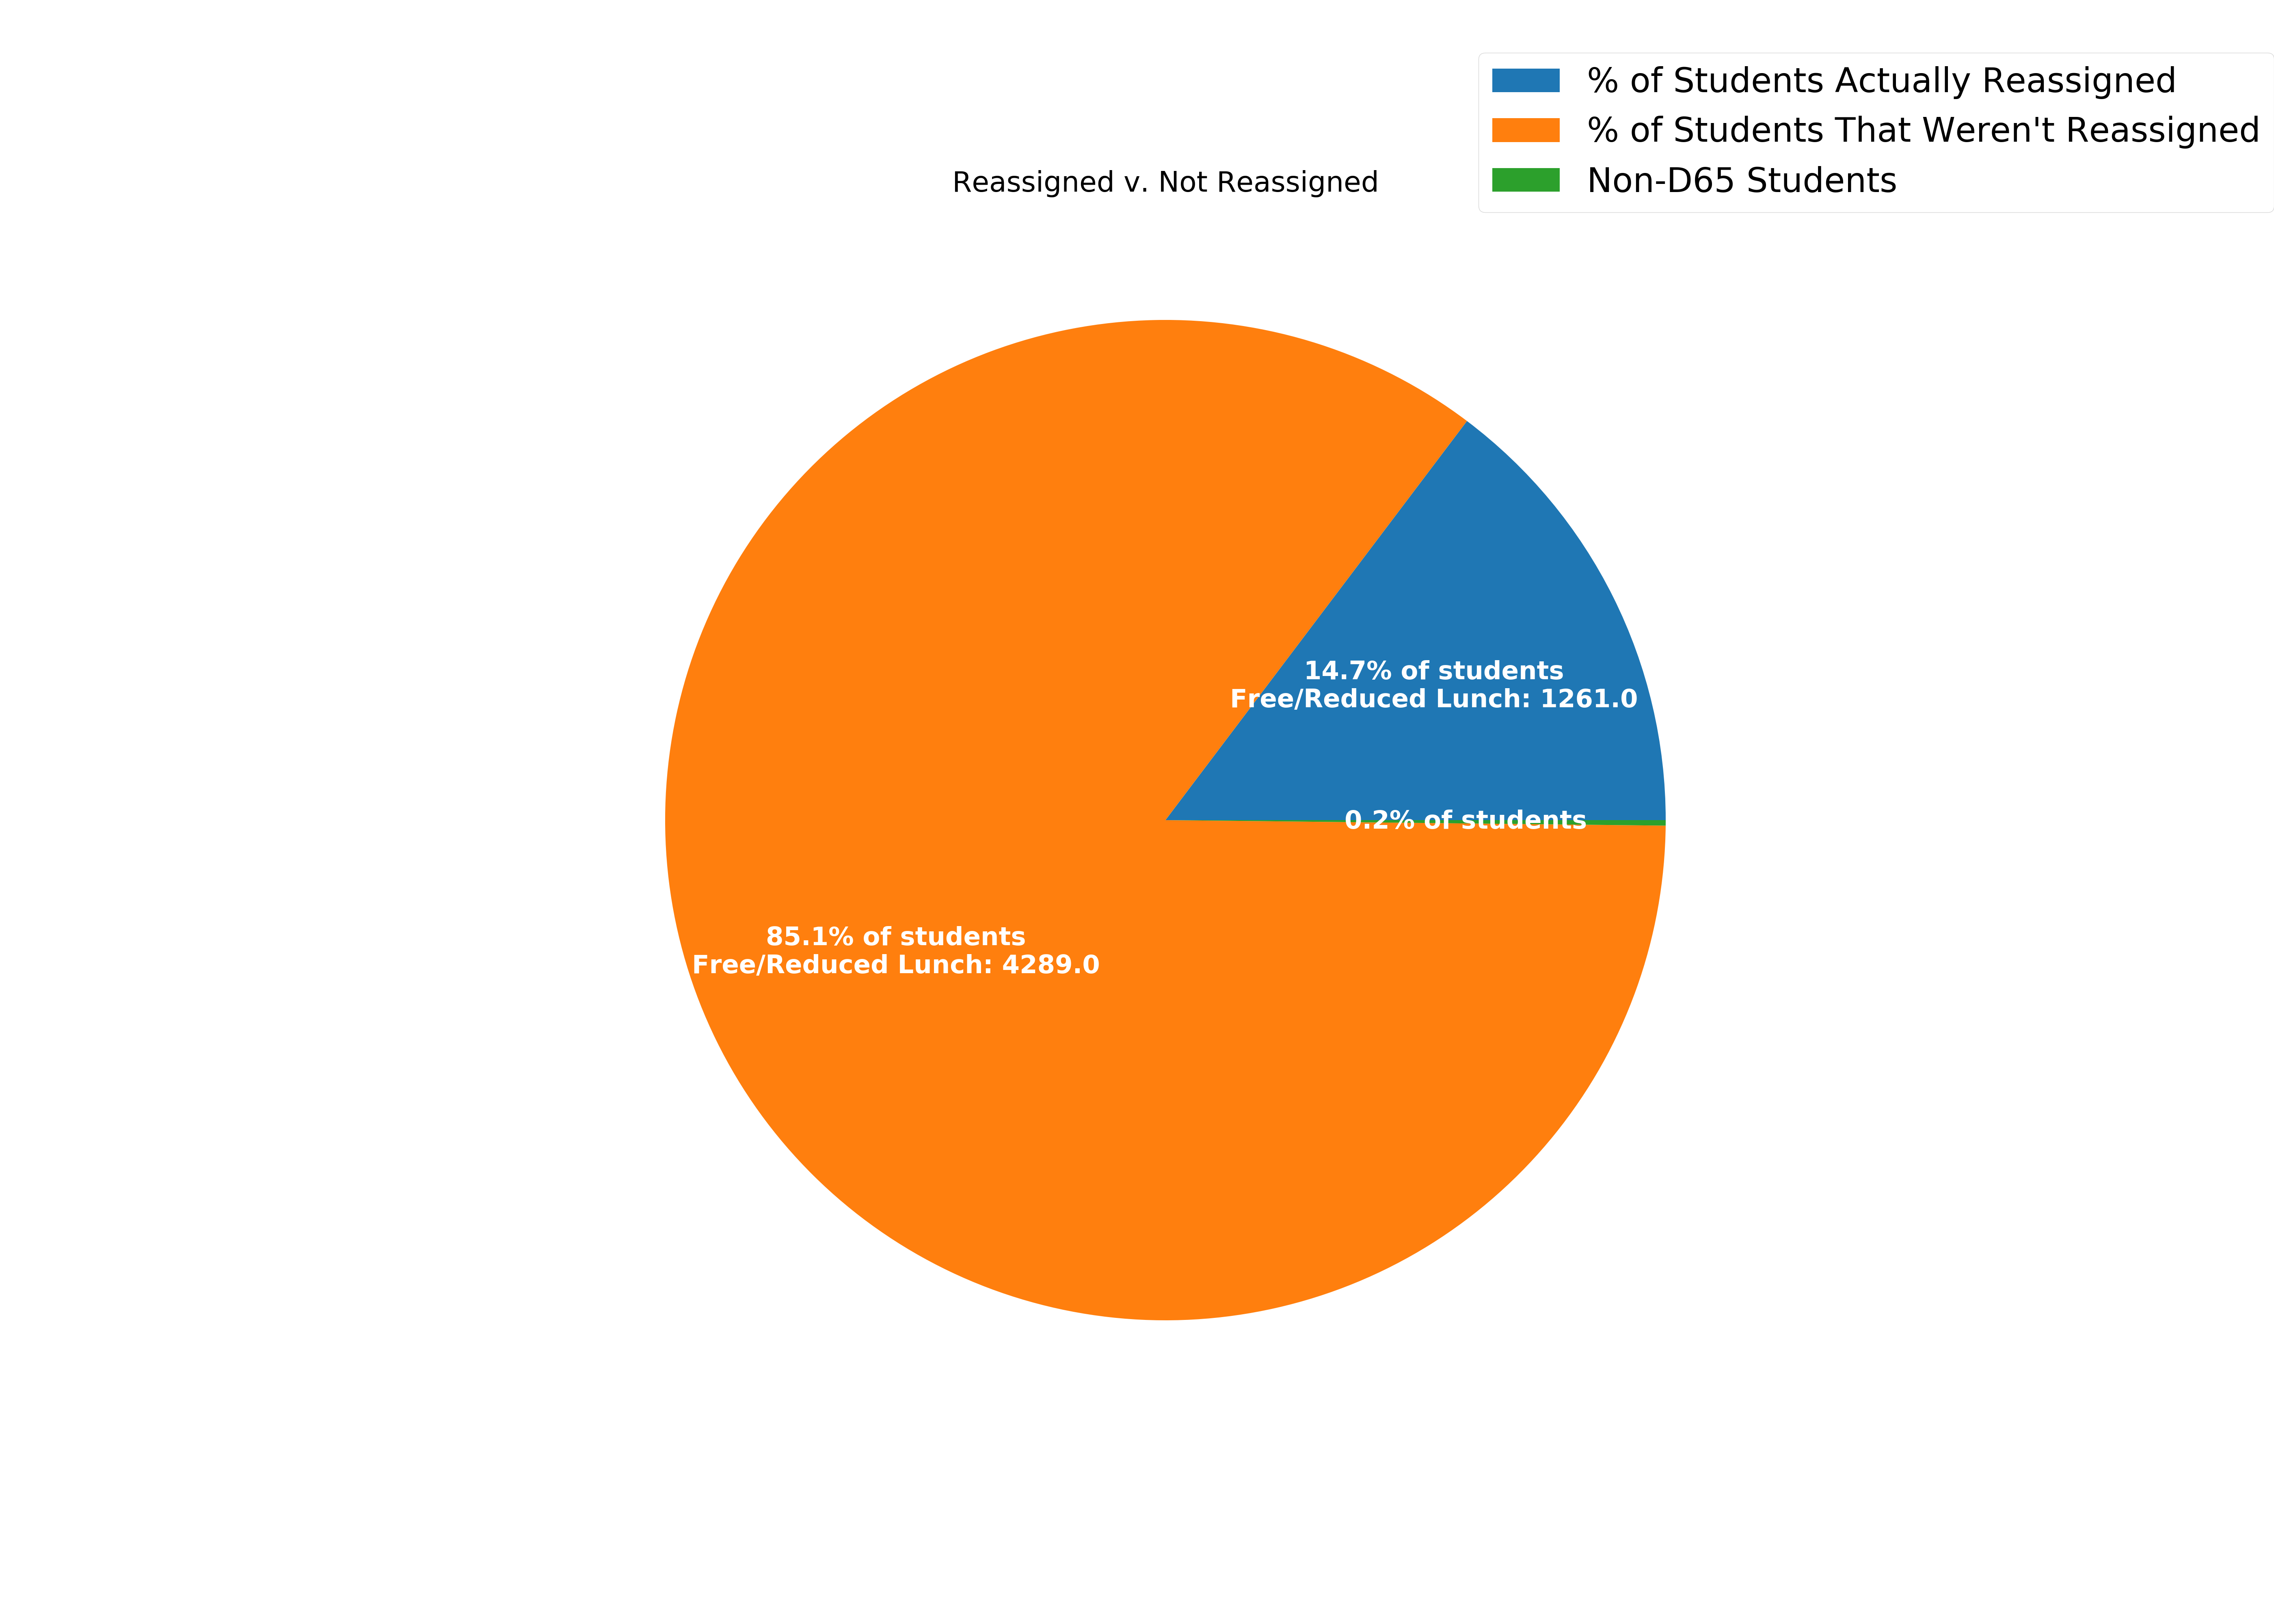 % of Students Actually Reassigned
% of Students That Weren't Reassigned
Non-D65 Students
Reassigned v. Not Reassigned
14.7% of students
Free/Reduced Lunch: 1261.0
0.2% of students
85.1% of students
Free/Reduced Lunch: 4289.0